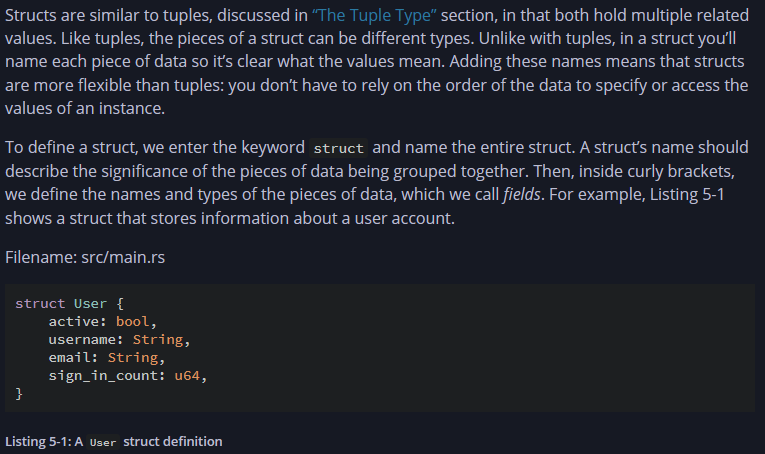 Structs are similar to tuples, discussed in “The Tuple Type” section, in that both hold multiple related
values. Like tuples, the pieces of a struct can be different types. Unlike with tuples, in a struct you’ll
name each piece of data so it’s clear what the values mean. Adding these names means that structs
are more flexible than tuples: you don’t have to rely on the order of the data to specify or access the
values of an instance.
To define a struct, we enter the keyword struct and name the entire struct. A struct’s name should
describe the significance of the pieces of data being grouped together. Then, inside curly brackets,
we define the names and types of the pieces of data, which we call fields. For example, Listing 5-1
shows a struct that stores information about a user account.
Filename: src/main.rs
struct User {
    active: bool,
    username: String,
    email: String,
    sign_in_count: u64,
}
Listing 5-1: A User struct definition